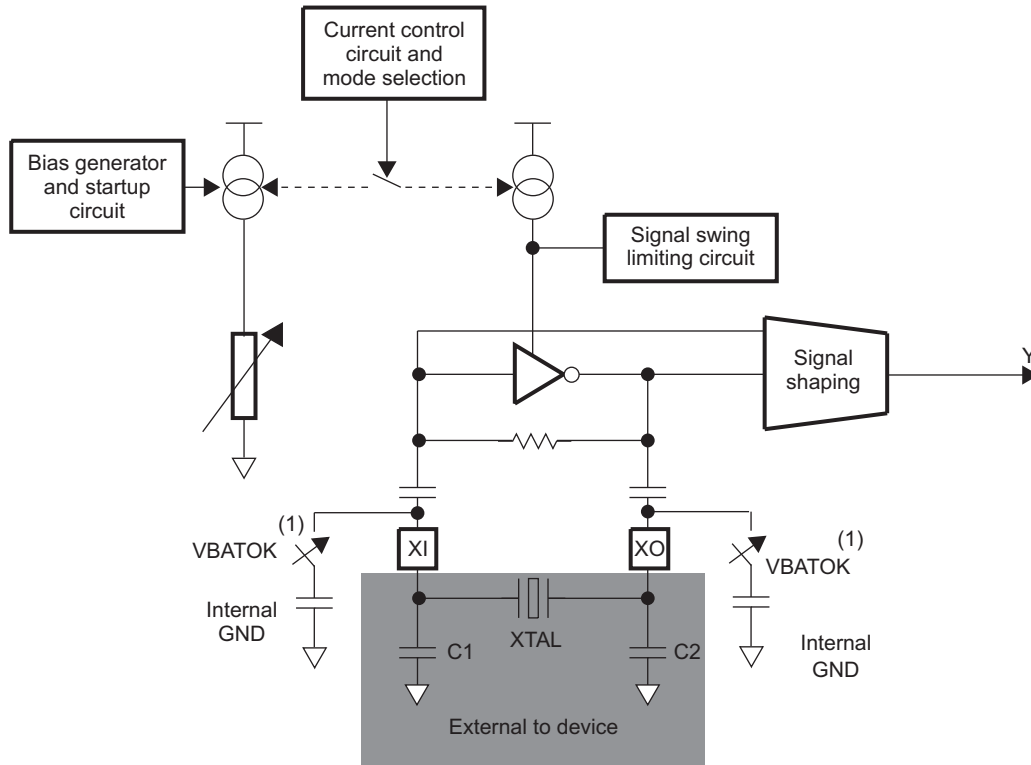 Current control
circuit and
mode selection
Bias generator
and startup
circuit
Signal swing
limiting circuit
Signal
shaping
Y
(1)
VBATOK
XI
XO
(1)
VBATOK
Internal
GND
XTAL
C1
C2
Internal
GND
External to device